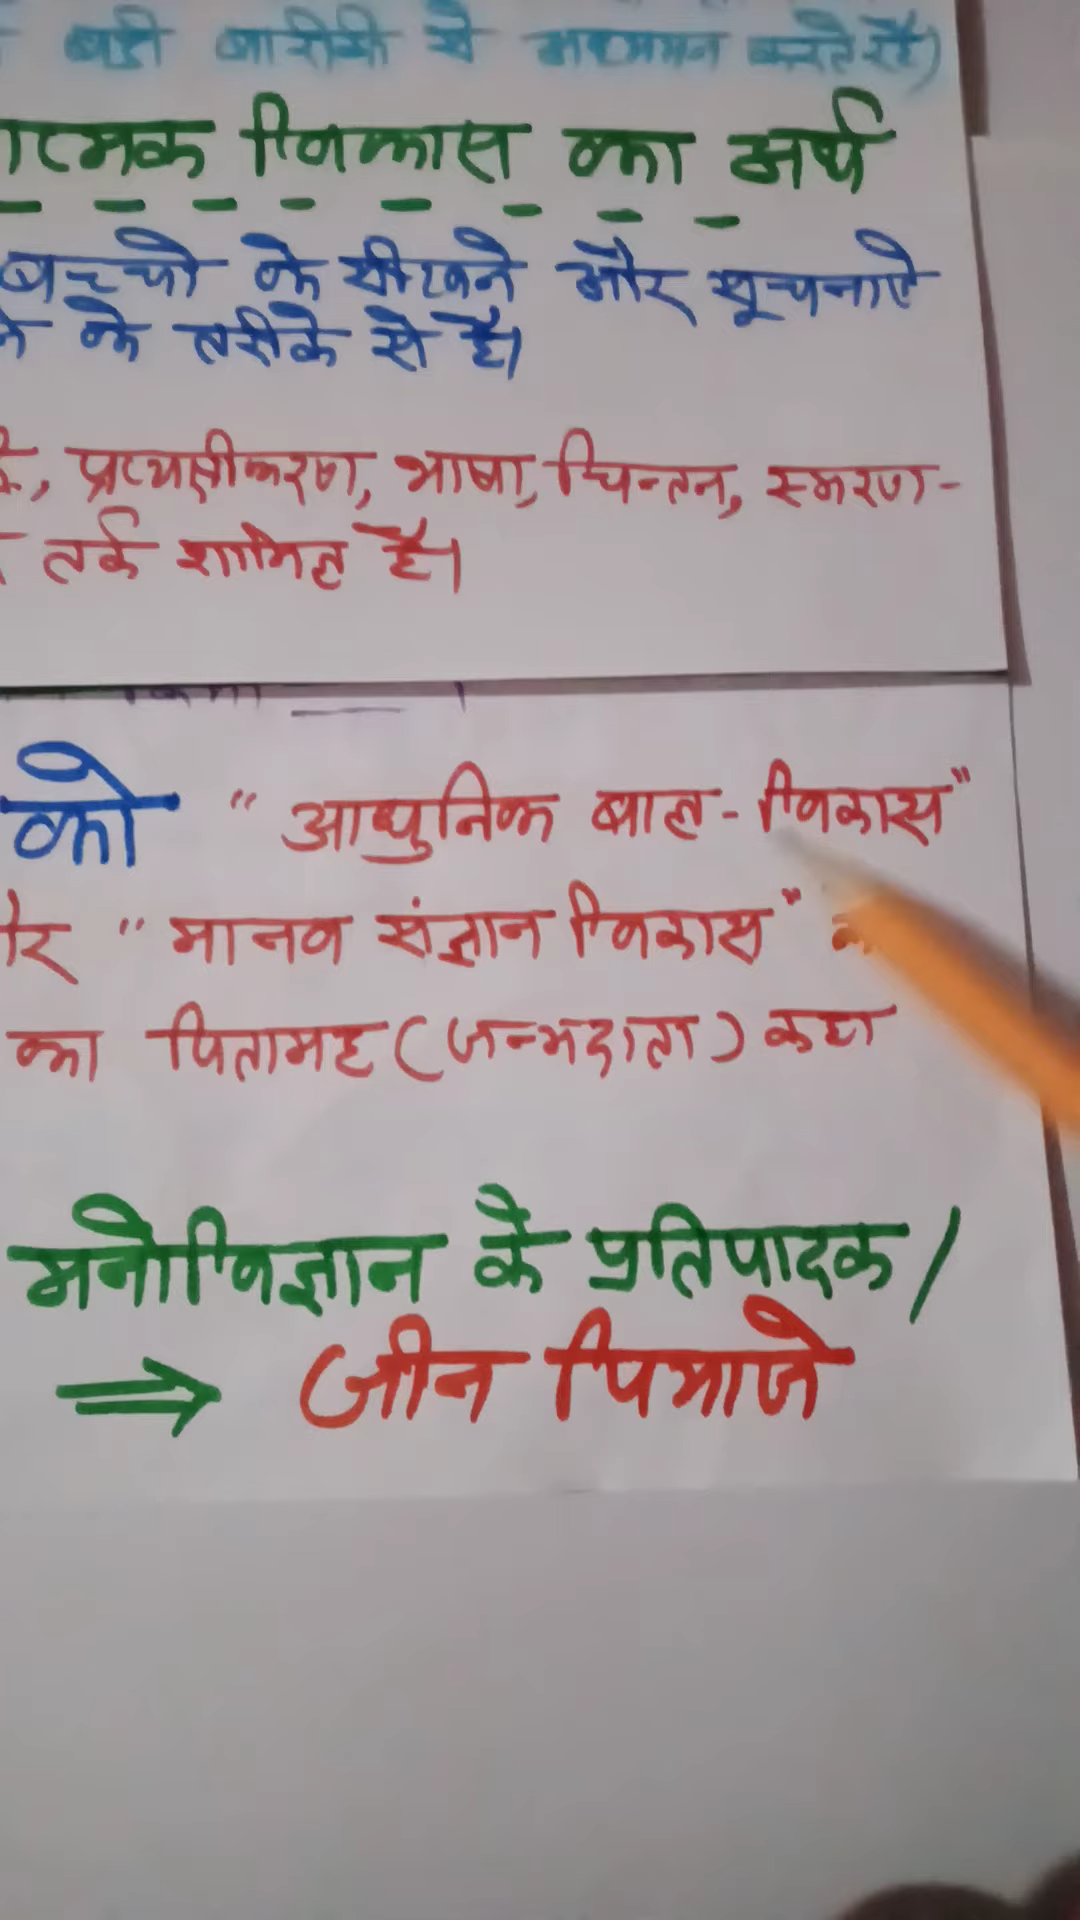 बड़ी बारीकी से अध्ययन करते है)
त्मक विकास का अर्थ
बच्चो के सीखने और सूचनाऐ
के तरीके से है।
प्रत्यक्षीकरण, भाषा, चिन्तन, स्मरण-
तर्क शामिल है।
को "आधुनिक बाल-विकास"
"मानव संज्ञान विकास"
का पितामह (जन्मदाता) कहा
मनोविज्ञान के प्रतिपादक/
⇒ जीन पियाजे